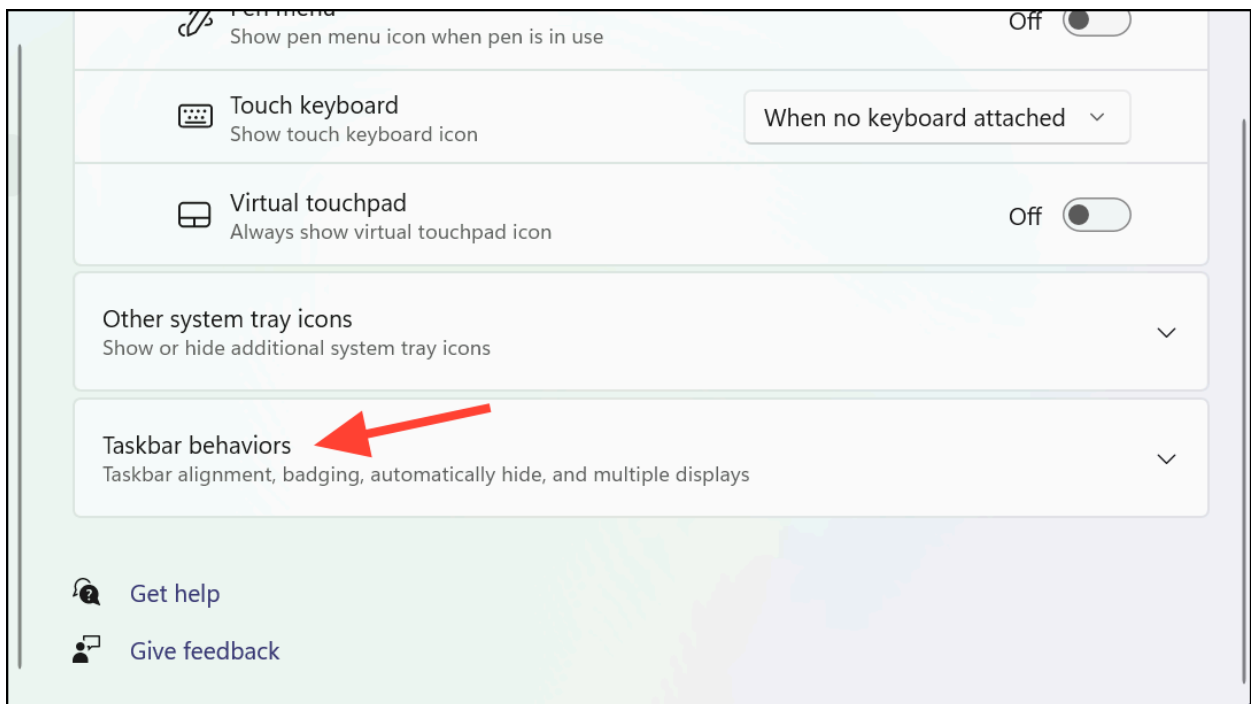 Pen menu
Show pen menu icon when pen is in use
Off
Touch keyboard
Show touch keyboard icon
When no keyboard attached
Virtual touchpad
Always show virtual touchpad icon
Off
Other system tray icons
Show or hide additional system tray icons
Taskbar behaviors
Taskbar alignment, badging, automatically hide, and multiple displays
Get help
Give feedback